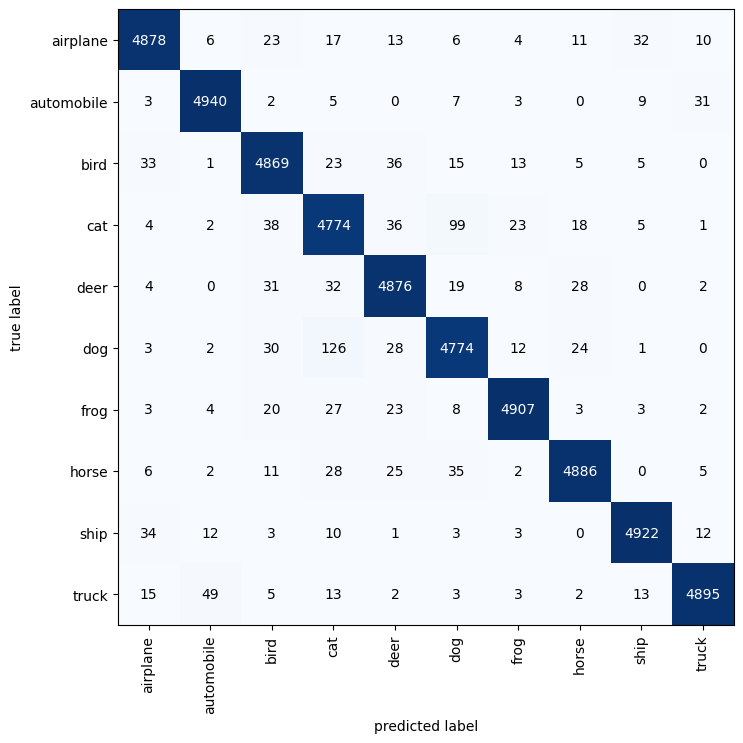 airplane 4878 6 23 17 13 6 4 11 32 10
automobile 3 4940 2 5 0 7 3 0 9 31
bird 33 1 4869 23 36 15 13 5 5 0
cat 4 2 38 4774 36 99 23 18 5 1
deer 4 0 31 32 4876 19 8 28 0 2
dog 3 2 30 126 28 4774 12 24 1 0
frog 3 4 20 27 23 8 4907 3 3 2
horse 6 2 11 28 25 35 2 4886 0 5
ship 34 12 3 10 1 3 3 0 4922 12
truck 15 49 5 13 2 3 3 2 13 4895
true label
airplane automobile bird cat deer dog frog horse ship truck
predicted label